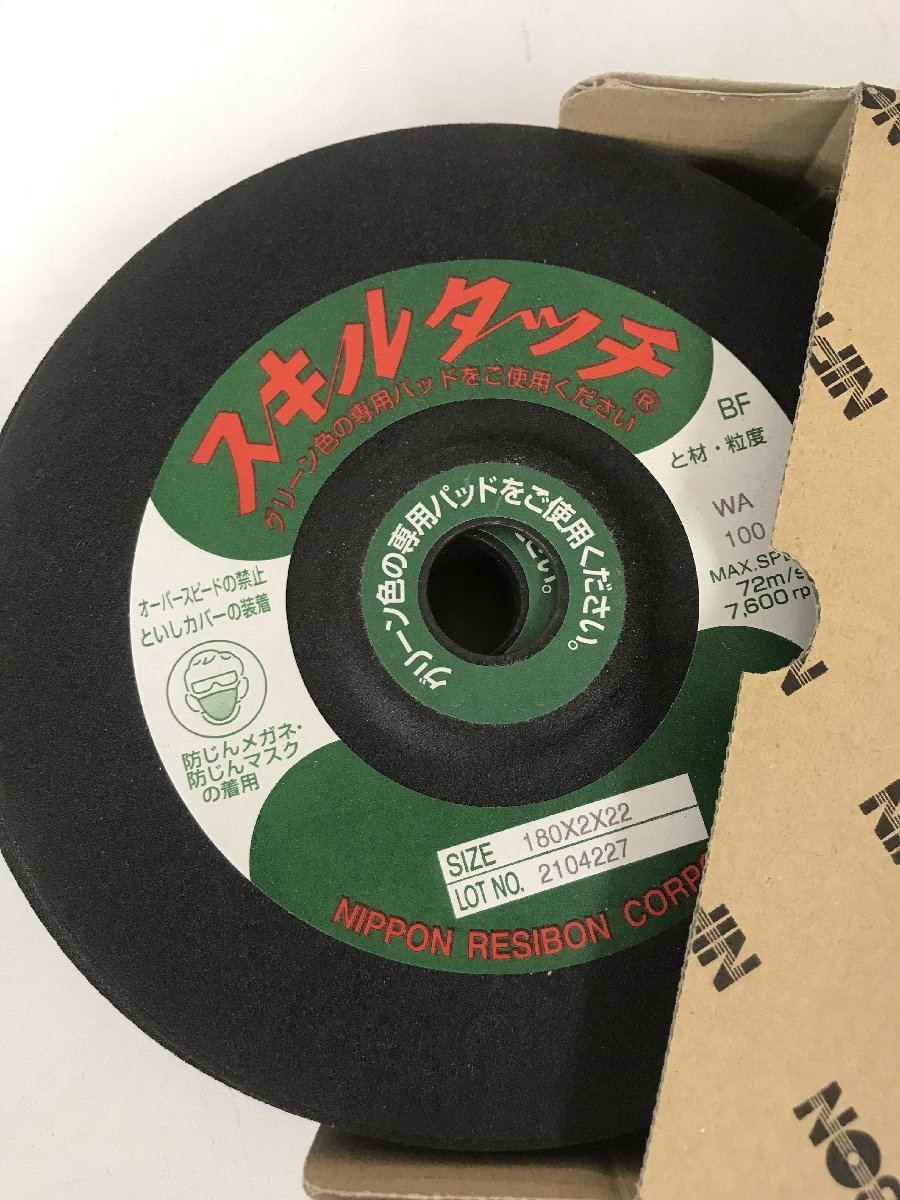 スキルタッチ®
グリーン色の専用パッドをご使用ください
グリーン色の専用パッドをご使用ください。
い。
BF
と材・粒度
WA
100
MAX.SP
72m/s
7,600 rp
オーバースピードの禁止
といしカバーの装着
防じんメガネ・
防じんマスク
の着用
SIZE 180X2X22
LOT NO. 2104227
NIPPON RESIBON CORP
NIP
NIP
BON